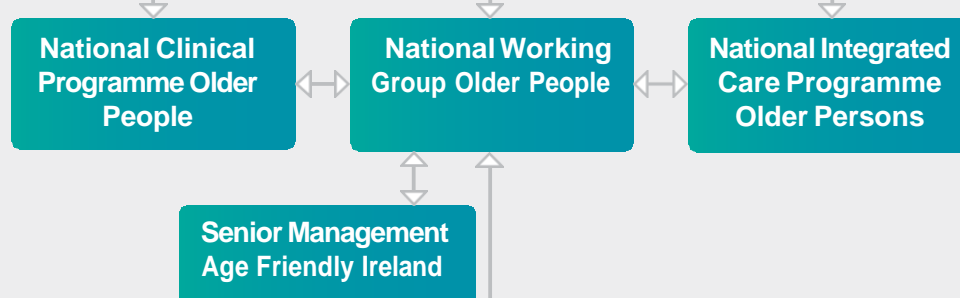 National Clinical
Programme Older
People
National Working
Group Older People
National Integrated
Care Programme
Older Persons
Senior Management
Age Friendly Ireland